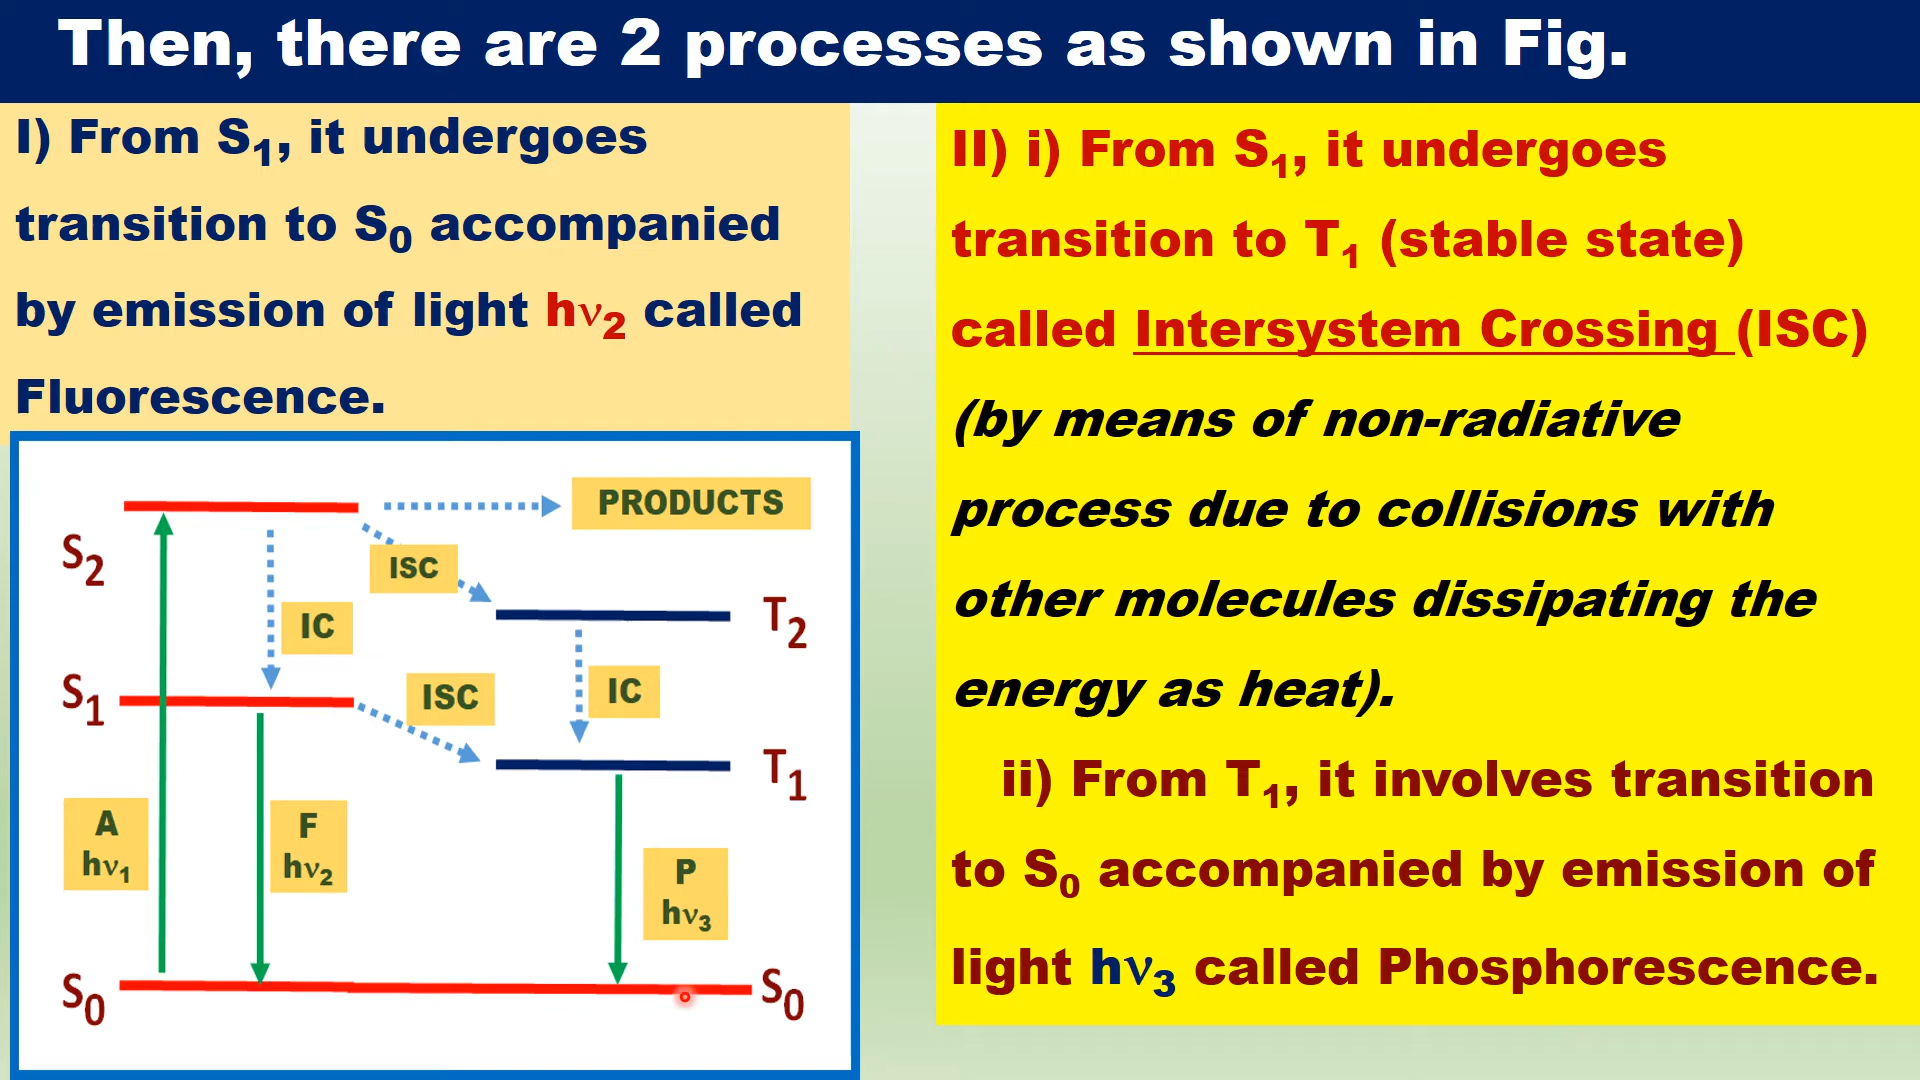 Then, there are 2 processes as shown in Fig.
I) From S₁, it undergoes
transition to S₀ accompanied
by emission of light hν₂ called
Fluorescence.
II) i) From S₁, it undergoes
transition to T₁ (stable state)
called Intersystem Crossing (ISC)
(by means of non-radiative
process due to collisions with
other molecules dissipating the
energy as heat).
ii) From T₁, it involves transition
to S₀ accompanied by emission of
light hν₃ called Phosphorescence.
PRODUCTS
S₂
ISC
IC
T₂
S₁
ISC
IC
T₁
A
hν₁
F
hν₂
P
hν₃
S₀
S₀